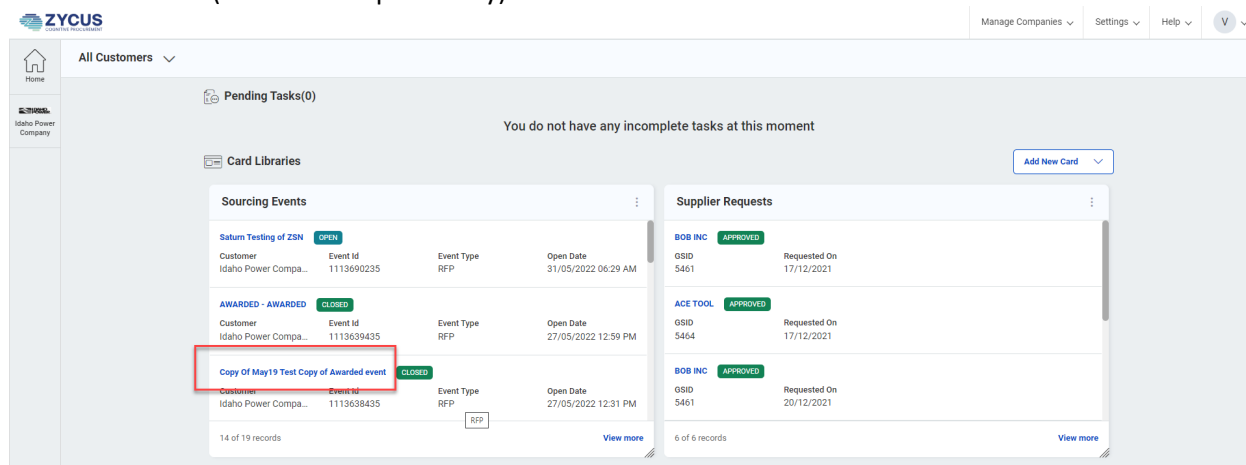 ZYCUS
COGNITIVE PROCUREMENT
Manage Companies
Settings
Help
V
Home
All Customers
Idaho Power
Company
Pending Tasks(0)
You do not have any incomplete tasks at this moment
Card Libraries
Add New Card
Sourcing Events
Saturn Testing of ZSN OPEN
Customer Event Id Event Type Open Date
Idaho Power Compa... 1113690235 RFP 31/05/2022 06:29 AM
AWARDED - AWARDED CLOSED
Customer Event Id Event Type Open Date
Idaho Power Compa... 1113639435 RFP 27/05/2022 12:59 PM
Copy Of May19 Test Copy of Awarded event CLOSED
Customer Event Id Event Type Open Date
Idaho Power Compa... 1113638435 RFP 27/05/2022 12:31 PM
RFP
14 of 19 records View more
Supplier Requests
BOB INC APPROVED
GSID Requested On
5461 17/12/2021
ACE TOOL APPROVED
GSID Requested On
5464 17/12/2021
BOB INC APPROVED
GSID Requested On
5461 20/12/2021
6 of 6 records View more